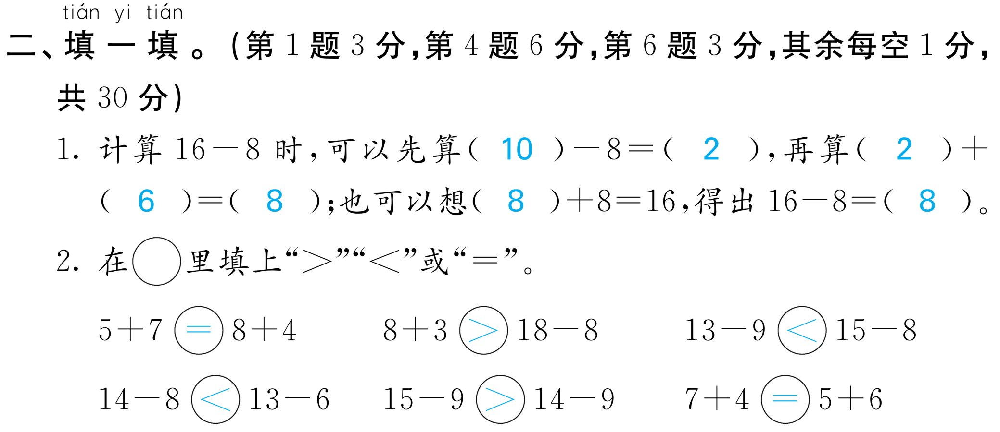 tián yi tián
二、填一填。(第1题3分,第4题6分,第6题3分,其余每空1分,
共30分)
1. 计算16-8时,可以先算( 10 )-8=( 2 ),再算( 2 )+
( 6 )=( 8 );也可以想( 8 )+8=16,得出16-8=( 8 )。
2. 在○里填上“>”“<”或“=”。
5+7 = 8+4 8+3 > 18-8 13-9 < 15-8
14-8 < 13-6 15-9 > 14-9 7+4 = 5+6